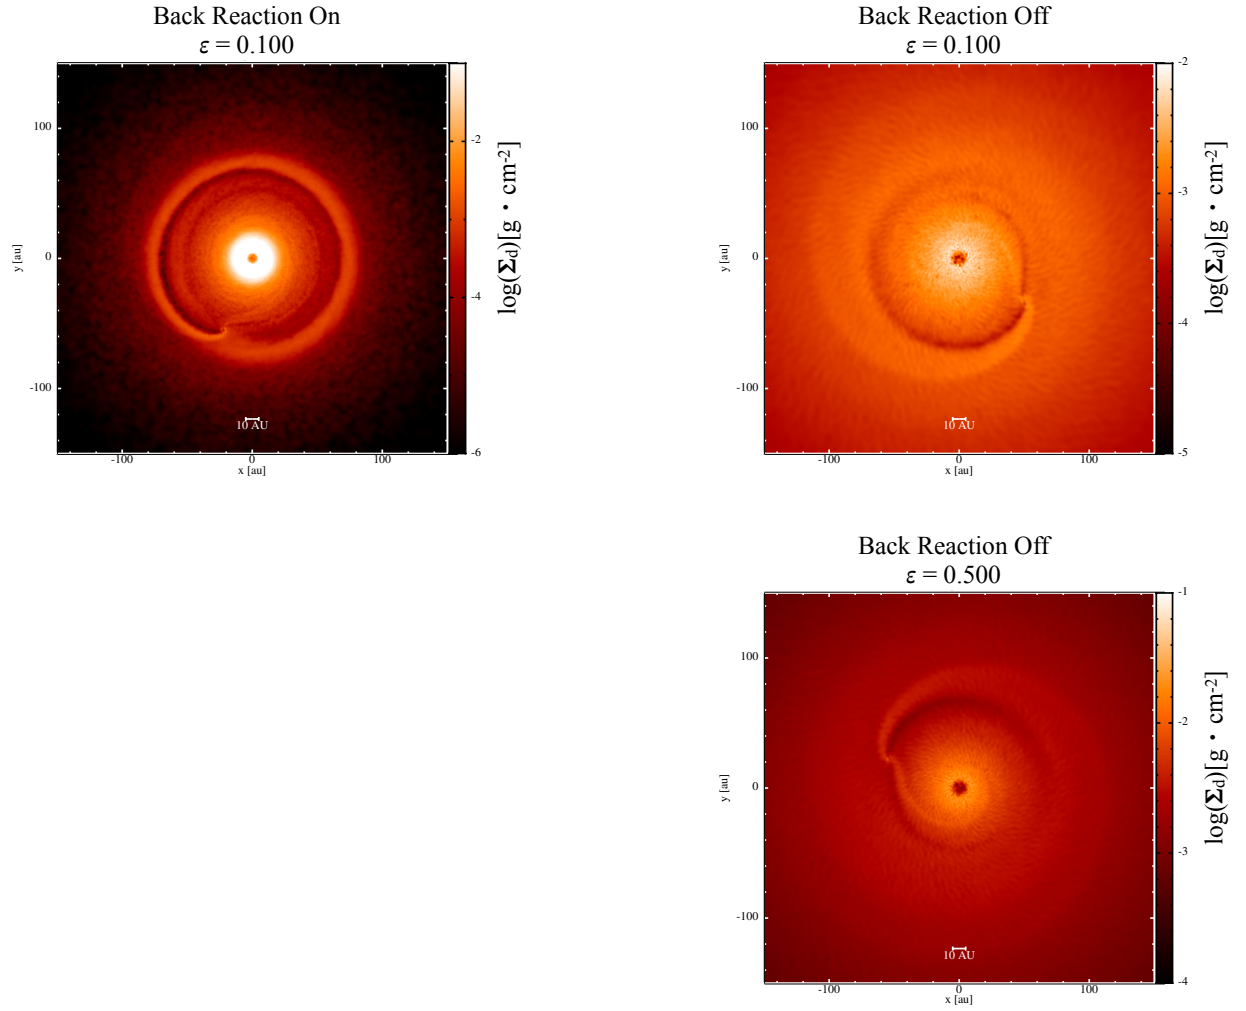 Back Reaction On
ε = 0.100
100
0
-100
y [au]
-100
0
100
x [au]
10 AU
-2
-4
-6
log(Σd)[g · cm-2]
Back Reaction Off
ε = 0.100
100
0
-100
y [au]
-100
0
100
x [au]
10 AU
-2
-3
-4
-5
log(Σd)[g · cm-2]
Back Reaction Off
ε = 0.500
100
0
-100
y [au]
-100
0
100
x [au]
10 AU
-1
-2
-3
-4
log(Σd)[g · cm-2]